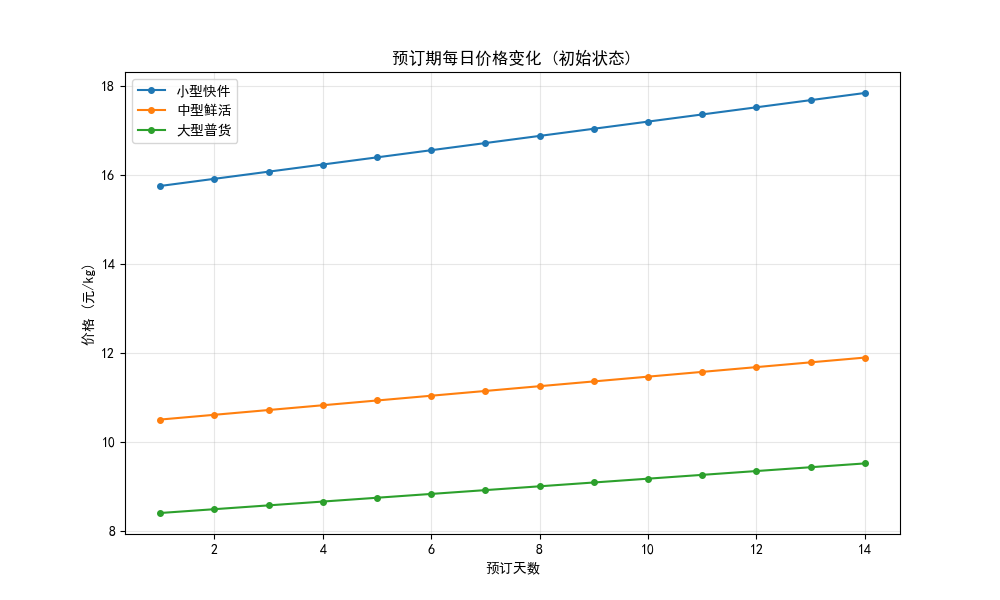 预订期每日价格变化 (初始状态)
小型快件
中型鲜活
大型普货
价格 (元/kg)
18
16
14
12
10
8
2 4 6 8 10 12 14
预订天数